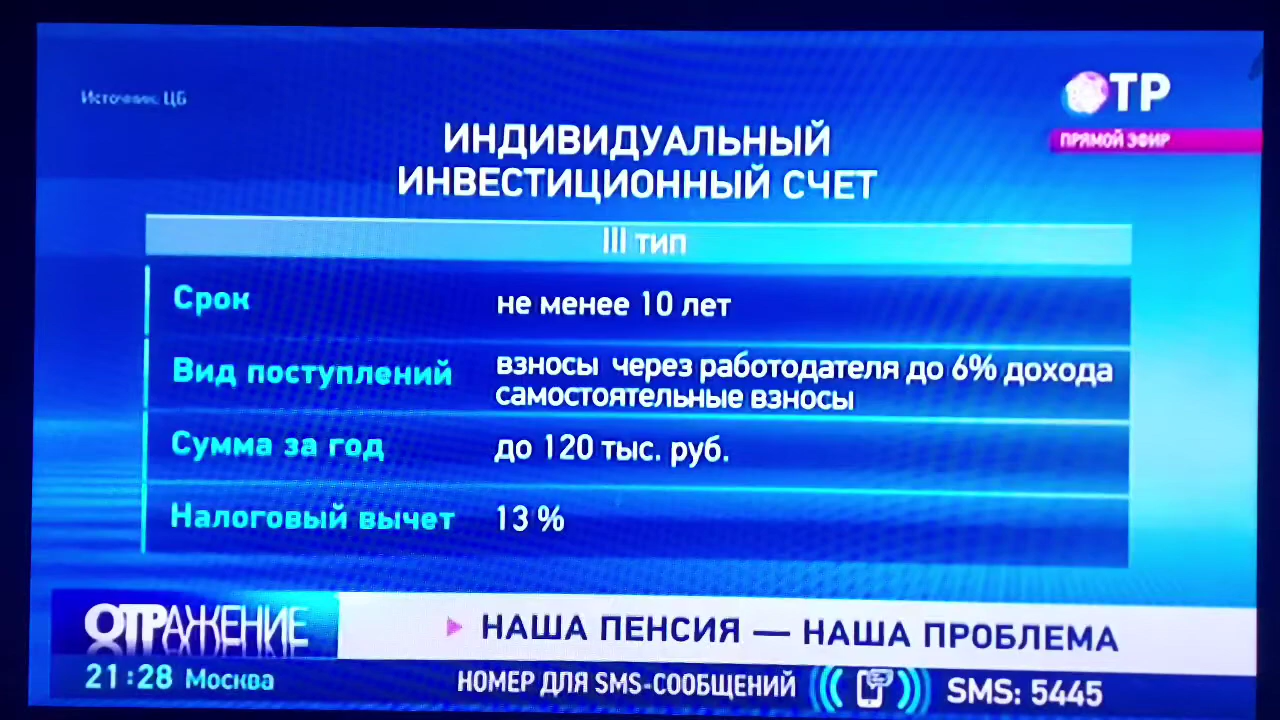 Источник: ЦБ
ОТР
ПРЯМОЙ ЭФИР
ИНДИВИДУАЛЬНЫЙ
ИНВЕСТИЦИОННЫЙ СЧЕТ
III тип
Срок не менее 10 лет
Вид поступлений взносы через работодателя до 6% дохода
самостоятельные взносы
Сумма за год до 120 тыс. руб.
Налоговый вычет 13 %
ОТРАЖЕНИЕ
НАША ПЕНСИЯ — НАША ПРОБЛЕМА
21:28 Москва
НОМЕР ДЛЯ SMS-СООБЩЕНИЙ SMS: 5445